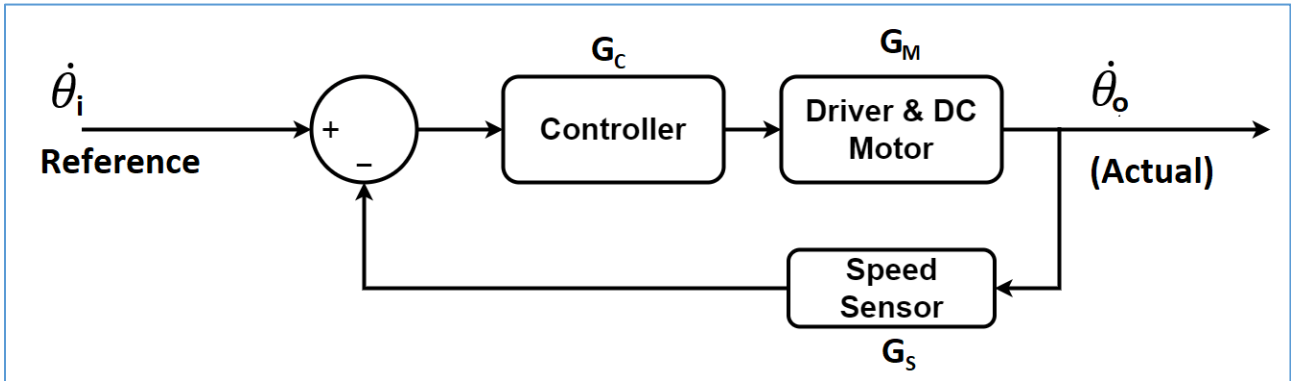 G_C
G_M
θ̇_i
θ̇_o
+
Controller
Driver & DC
Motor
−
Reference
(Actual)
Speed
Sensor
G_S